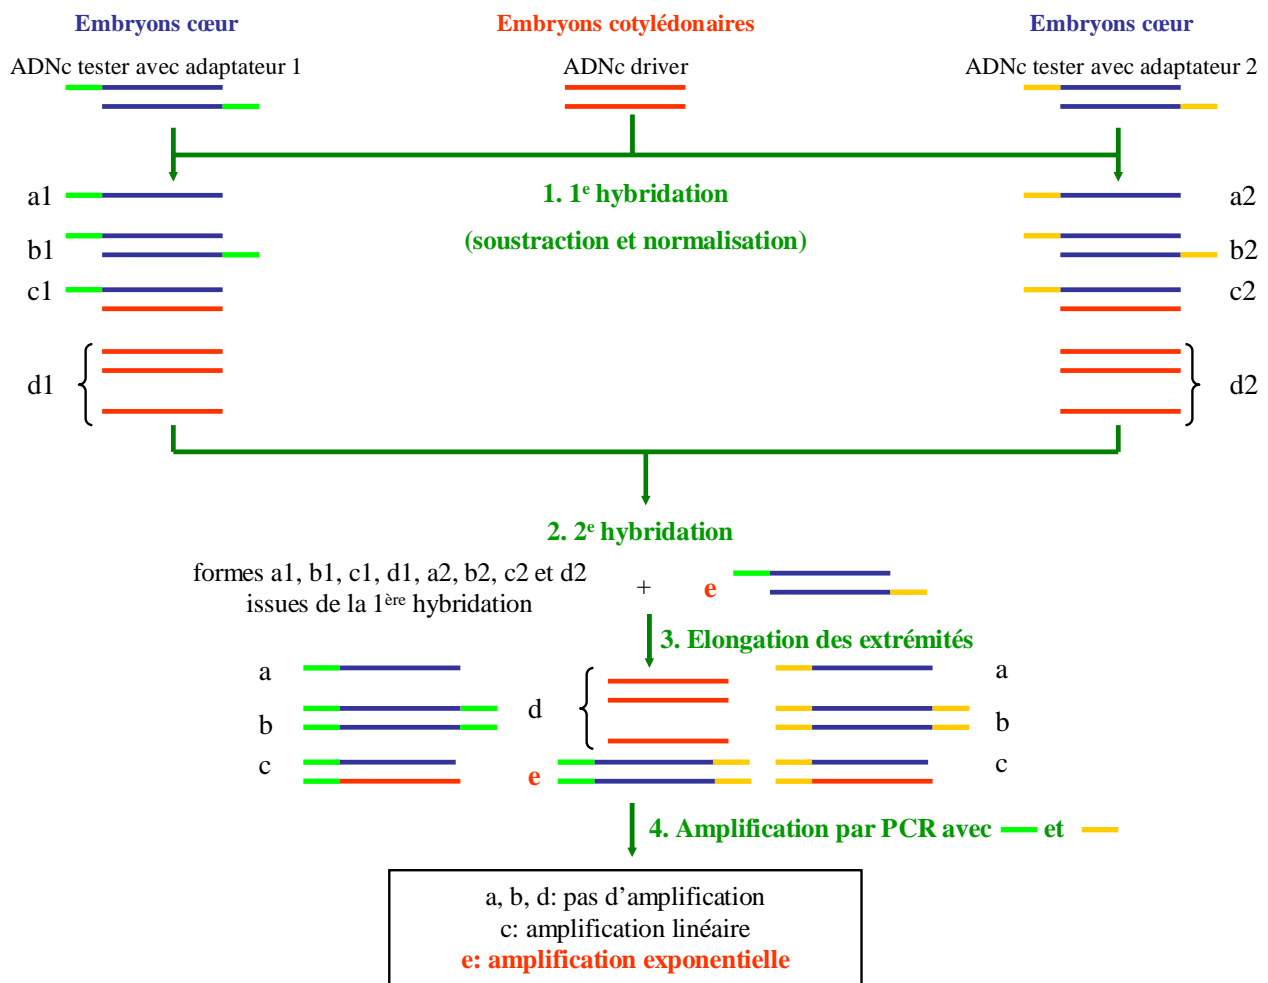 Embryons cœur
Embryons cotylédonaires
Embryons cœur
ADNc tester avec adaptateur 1
ADNc driver
ADNc tester avec adaptateur 2
a1
1. 1e hybridation
a2
(soustraction et normalisation)
b1
b2
c1
c2
d1
d2
2. 2e hybridation
formes a1, b1, c1, d1, a2, b2, c2 et d2
issues de la 1ère hybridation
+
e
3. Elongation des extrémités
a
a
d
b
b
c
e
c
4. Amplification par PCR avec et
a, b, d: pas d’amplification
c: amplification linéaire
e: amplification exponentielle